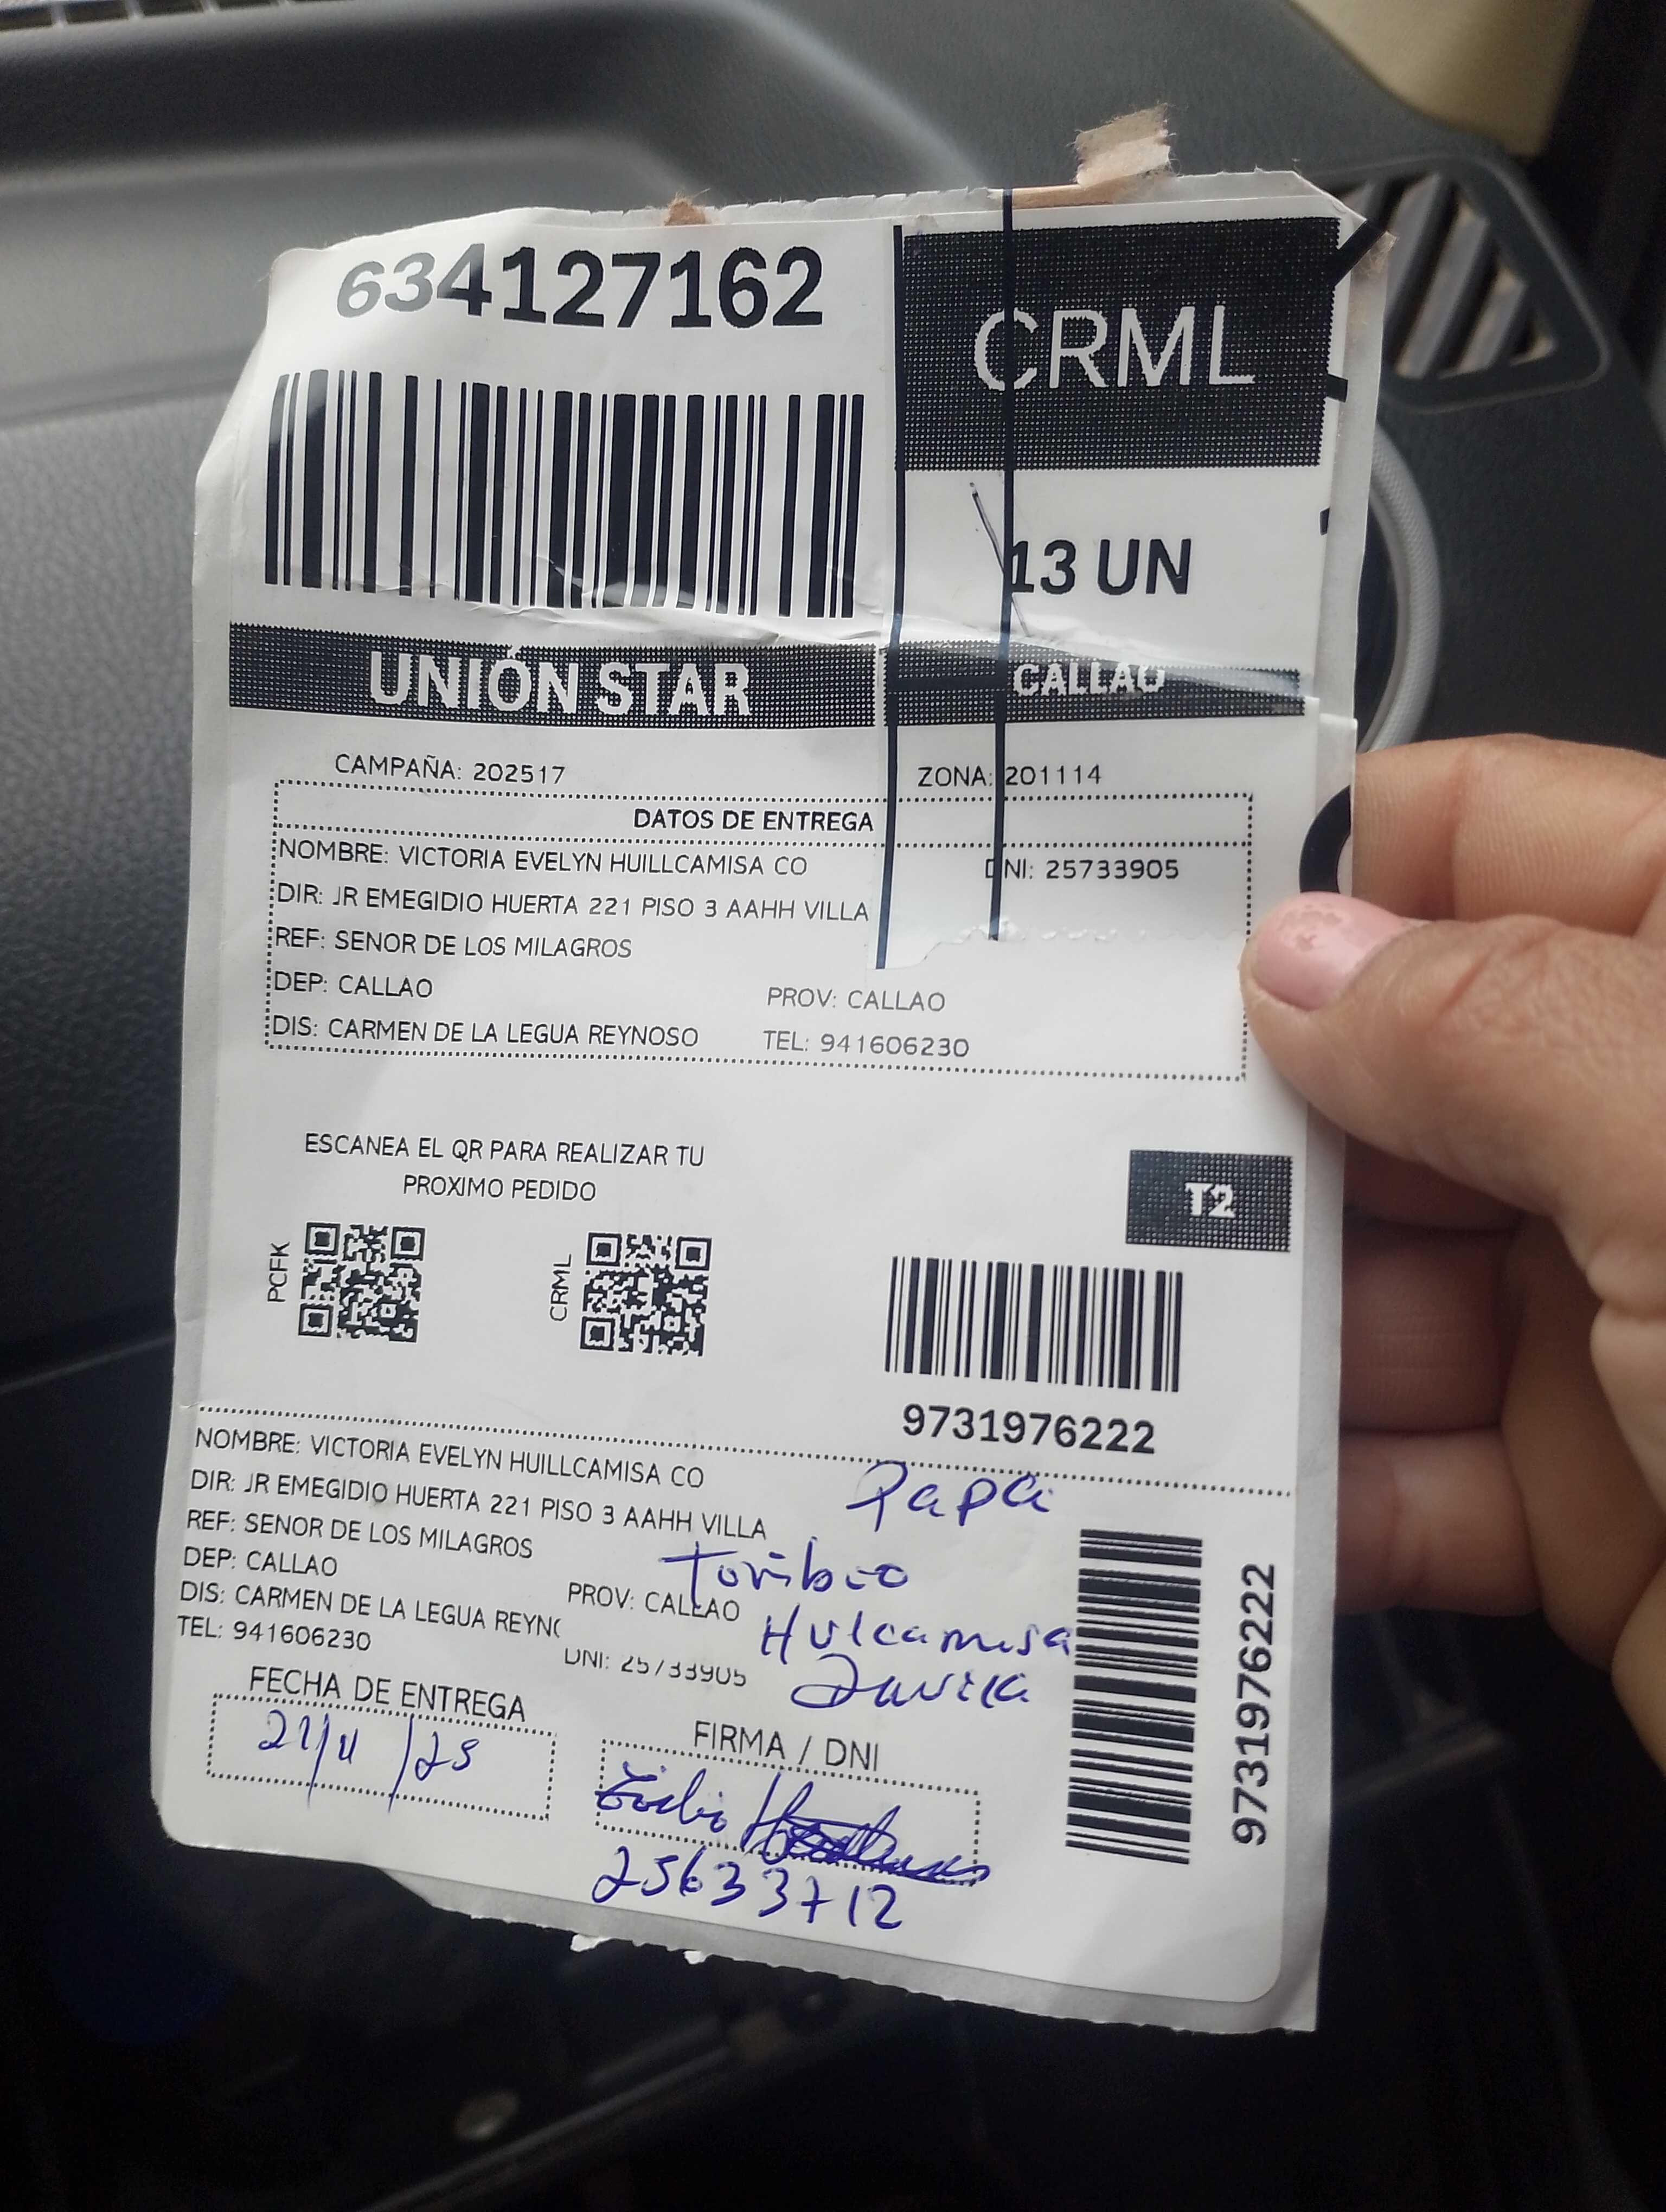 634127162
CRML
13 UN
UNIÓN STAR
CALLAO
CAMPAÑA: 202517
ZONA: 201114
DATOS DE ENTREGA
NOMBRE: VICTORIA EVELYN HUILLCAMISA CO
DNI: 25733905
DIR: JR EMEGIDIO HUERTA 221 PISO 3 AAHH VILLA
REF: SENOR DE LOS MILAGROS
DEP: CALLAO
PROV: CALLAO
DIS: CARMEN DE LA LEGUA REYNOSO
TEL: 941606230
ESCANEA EL QR PARA REALIZAR TU
PROXIMO PEDIDO
T2
PCFK
CRML
9731976222
NOMBRE: VICTORIA EVELYN HUILLCAMISA CO
DIR: JR EMEGIDIO HUERTA 221 PISO 3 AAHH VILLA
REF: SENOR DE LOS MILAGROS
DEP: CALLAO
PROV: CALLAO
DIS: CARMEN DE LA LEGUA REYNO
TEL: 941606230
DNI: 25733905
Papa
Toribio
Hulcamisa
9731976222
FECHA DE ENTREGA
21/11/25
FIRMA / DNI
25633712